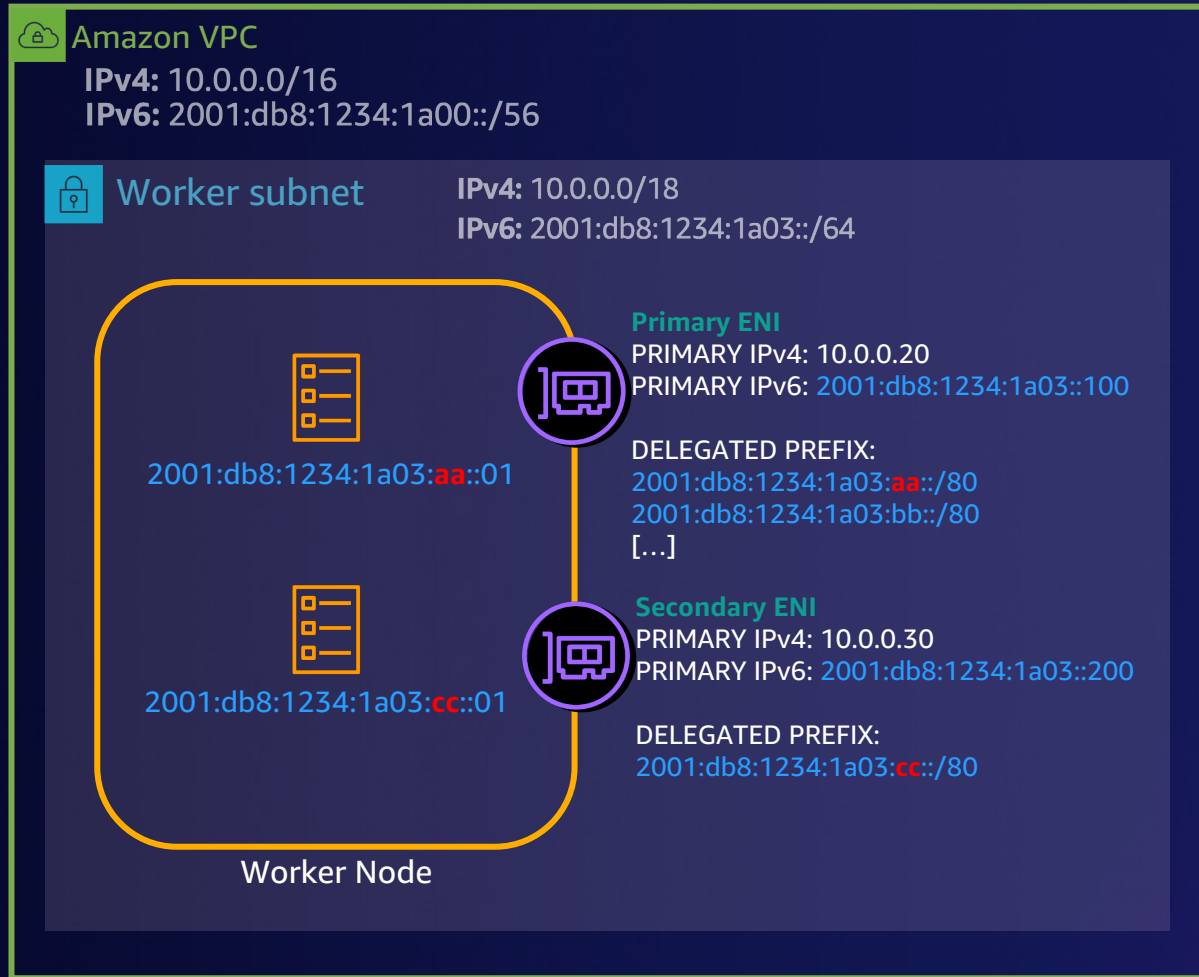 Amazon VPC
IPv4: 10.0.0.0/16
IPv6: 2001:db8:1234:1a00::/56
Worker subnet
IPv4: 10.0.0.0/18
IPv6: 2001:db8:1234:1a03::/64
Primary ENI
PRIMARY IPv4: 10.0.0.20
PRIMARY IPv6: 2001:db8:1234:1a03::100
DELEGATED PREFIX:
2001:db8:1234:1a03:aa::/80
2001:db8:1234:1a03:bb::/80
[...]
2001:db8:1234:1a03:aa::01
Secondary ENI
PRIMARY IPv4: 10.0.0.30
PRIMARY IPv6: 2001:db8:1234:1a03::200
DELEGATED PREFIX:
2001:db8:1234:1a03:cc::/80
2001:db8:1234:1a03:cc::01
Worker Node